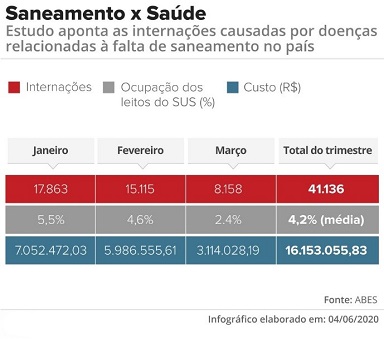 Saneamento x Saúde
Estudo aponta as internações causadas por doenças
relacionadas à falta de saneamento no país
Internações
Ocupação dos
leitos do SUS (%)
Custo (R$)
Janeiro Fevereiro Março Total do trimestre
17.863 15.115 8.158 41.136
5,5% 4,6% 2.4% 4,2% (média)
7.052.472,03 5.986.555,61 3.114.028,19 16.153.055,83
Fonte: ABES
Infográfico elaborado em: 04/06/2020